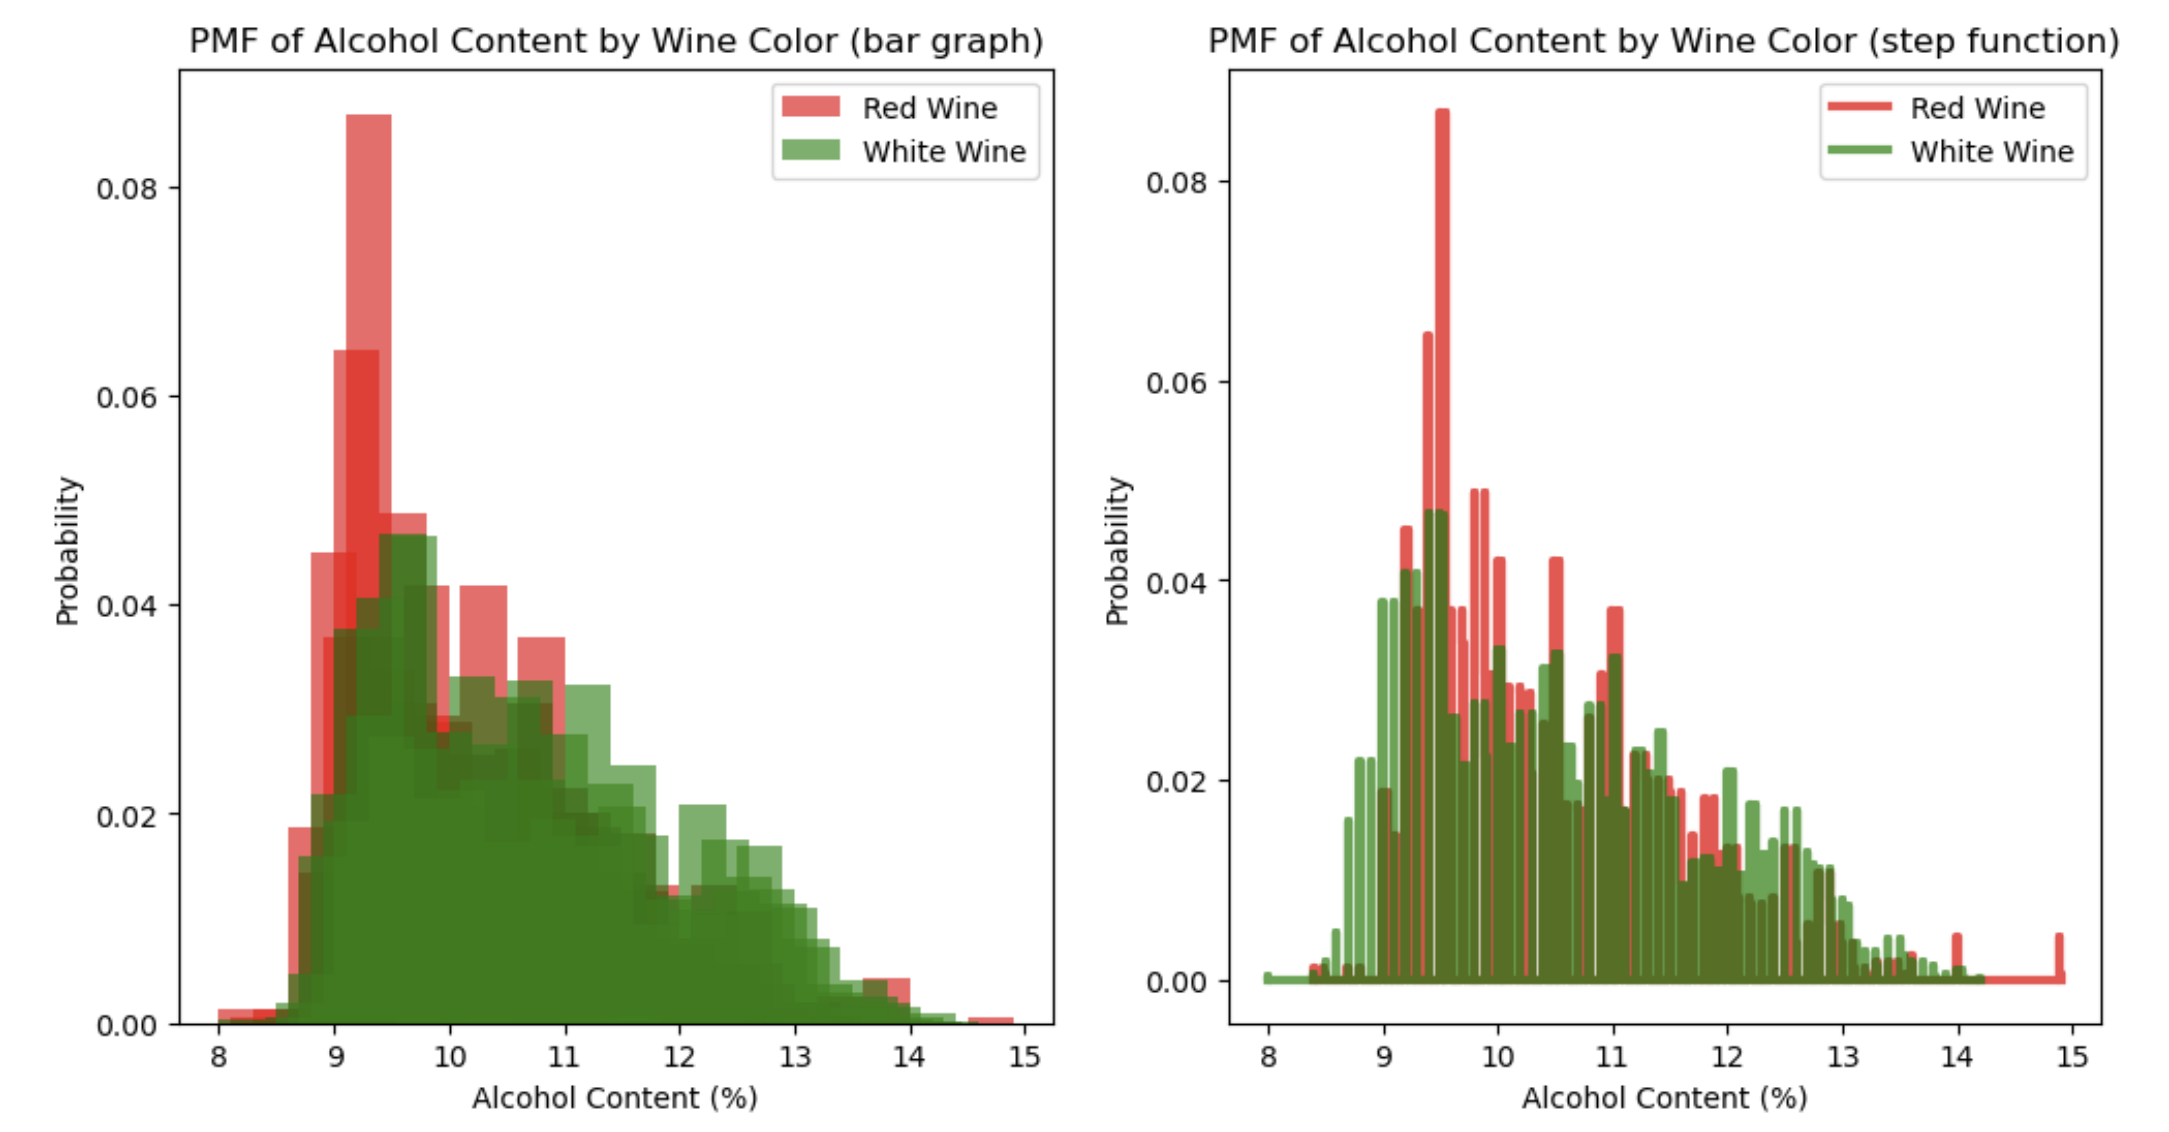 PMF of Alcohol Content by Wine Color (bar graph)
Red Wine
White Wine
Probability
0.08
0.06
0.04
0.02
0.00
8 9 10 11 12 13 14 15
Alcohol Content (%)
PMF of Alcohol Content by Wine Color (step function)
Red Wine
White Wine
Probability
0.08
0.06
0.04
0.02
0.00
8 9 10 11 12 13 14 15
Alcohol Content (%)